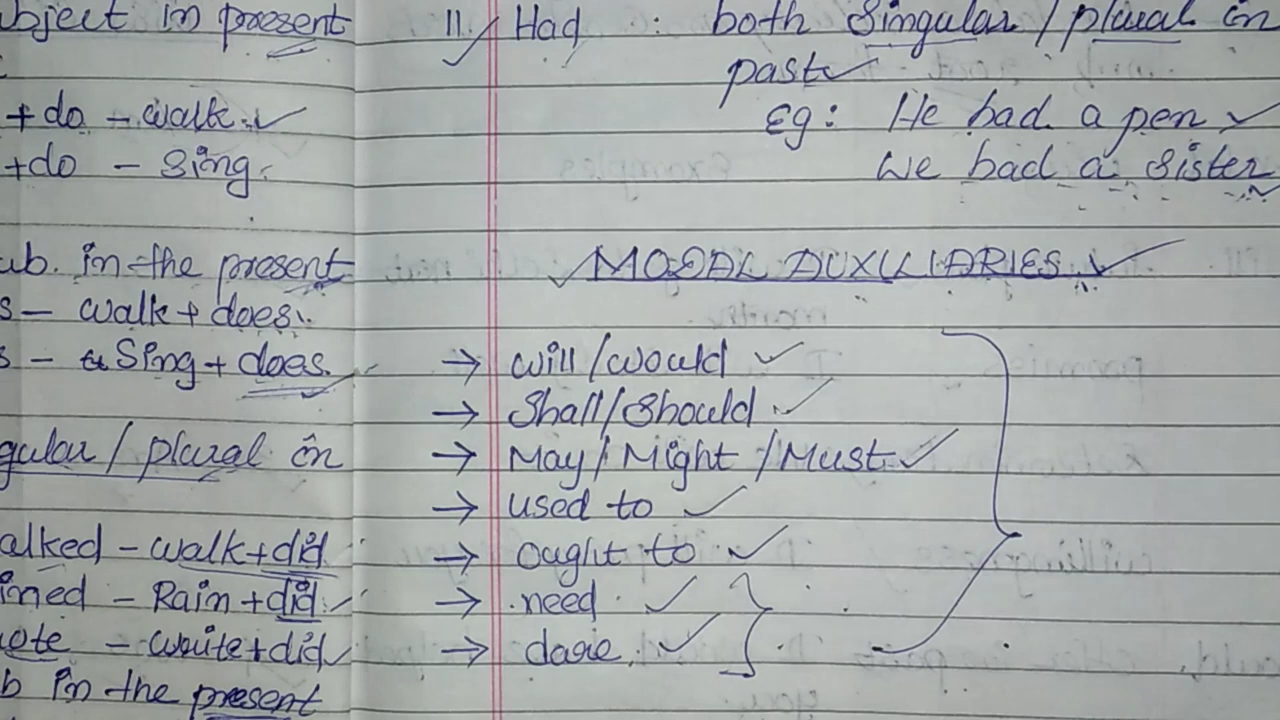 bject in present
+ do - walk.
+do - Sing.
ub. in the present
s - walk + does.
s - Sing + does.
gular / plural in
alked - walk+did
ined - Rain+did
ote - write+did
b in the present
11. Had : both Singular / plural in
past
Eg: He had a pen
We had a sister
MODAL AUXILIARIES
→ will/would
→ Shall/Should
→ May/Might/Must
→ used to
→ ought to
→ need
→ dare